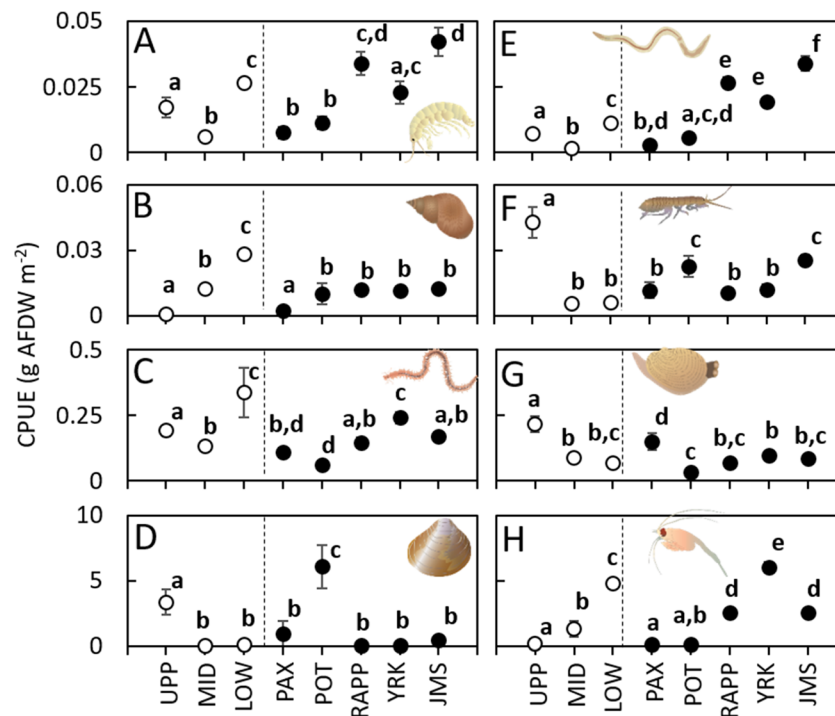 CPUE (g AFDW m⁻²)
0.05
0.025
0
A
a
b
c
b
b
c,d
a,c
d
E
a
b
c
b,d
a,c,d
e
e
f
0.06
0.03
0
B
a
b
c
a
b
b
b
b
F
a
b
b
b
c
b
b
c
0.5
0.25
0
C
a
b
c
b,d
d
a,b
c
a,b
G
a
b
b,c
d
c
b,c
b
b,c
10
5
0
D
a
b
b
b
c
b
b
b
H
a
b
c
a
a,b
d
e
d
UPP
MID
LOW
PAX
POT
RAPP
YRK
JMS
UPP
MID
LOW
PAX
POT
RAPP
YRK
JMS